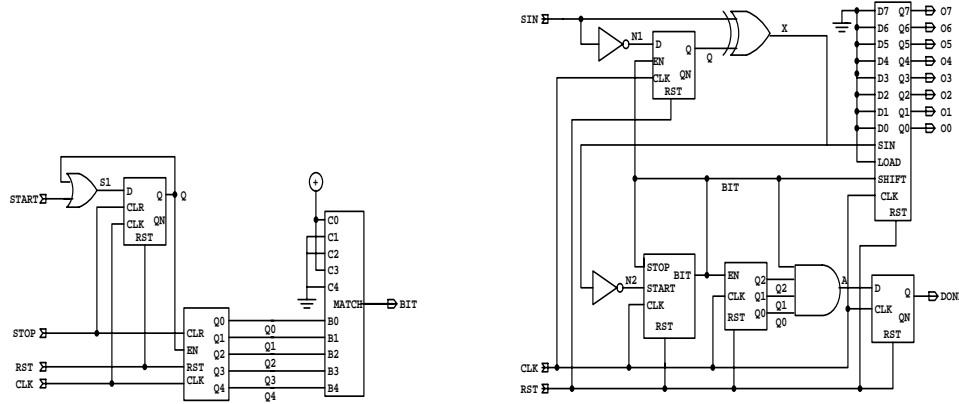 START
S1
D
CLR
CLK
RST
Q
QN
Q
STOP
RST
CLK
CLR
EN
RST
CLK
Q0
Q1
Q2
Q3
Q4
Q0
Q1
Q2
Q3
Q4
C0
C1
C2
C3
C4
MATCH
BIT
B0
B1
B2
B3
B4
SIN
N1
D
EN
CLK
RST
Q
QN
Q
X
D7 Q7 O7
D6 Q6 O6
D5 Q5 O5
D4 Q4 O4
D3 Q3 O3
D2 Q2 O2
D1 Q1 O1
D0 Q0 O0
SIN
LOAD
SHIFT
CLK
RST
BIT
N2
STOP
START
CLK
BIT
RST
EN
CLK
RST
Q2
Q1
Q0
Q2
Q1
Q0
A
D
CLK
Q
QN
RST
DONE
CLK
RST